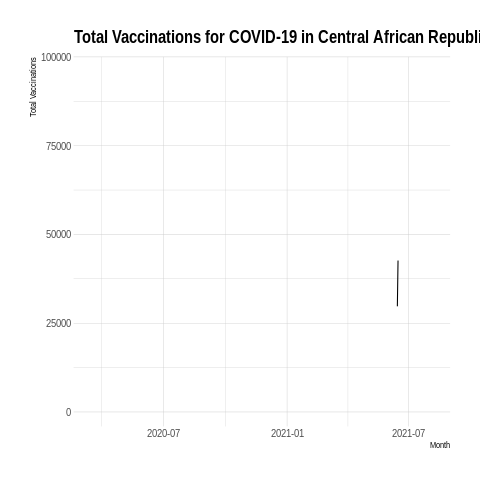 Total Vaccinations for COVID-19 in Central African Republi
Total Vaccinations
100000
75000
50000
25000
0
2020-07
2021-01
2021-07
Month